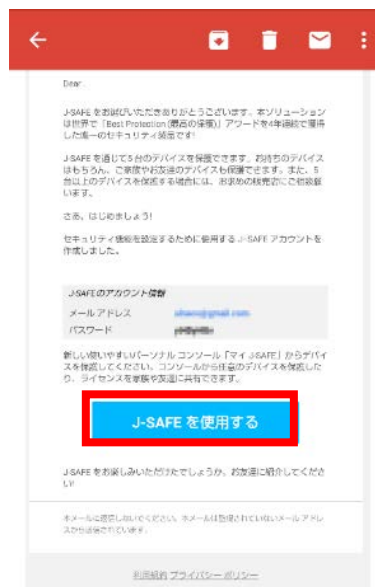 Dear
J-SAFE をお選びいただきありがとうございます。本ソリューション
は世界で「Best Protection (最高の保護)」アワードを4年連続で獲得
した唯一のセキュリティ製品です!
J-SAFE を通じて5 台のデバイスを保護できます。お持ちのデバイス
はもちろん、ご家族やお友達のデバイスも保護できます。また、5
台以上のデバイスを保護する場合には、お求めの販売店にご相談願
います。
さあ、はじめましょう!
セキュリティ機能を設定するために使用する J-SAFE アカウントを
作成しました。
J-SAFEのアカウント情報
メールアドレス
パスワード
新しい使いやすいパーソナル コンソール「マイ J-SAFE」からデバイ
スを保護してください。コンソールから任意のデバイスを保護した
り、ライセンスを家族や友達に共有できます。
J-SAFE を使用する
J-SAFE をお楽しみいただけたでしょうか、お友達に紹介してくださ
い!
本メールに返信しないでください。本メールは監視されていないメール アドレ
スから送信されています。
利用規約 プライバシー ポリシー